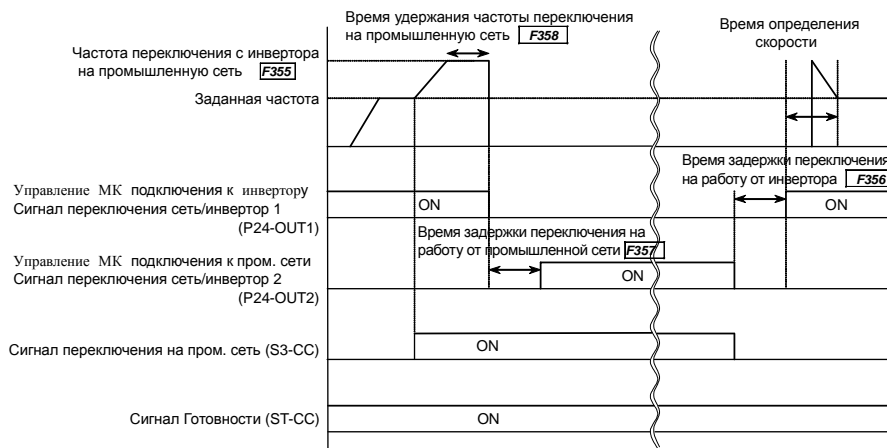 Время удержания частоты переключения
на промышленную сеть F358
Время определения
скорости
Частота переключения с инвертора
на промышленную сеть F355
Заданная частота
Время задержки переключения
на работу от инвертора F356
Управление МК подключения к инвертору
Сигнал переключения сеть/инвертор 1
(P24-OUT1)
ON
ON
Время задержки переключения на
работу от промышленной сети F357
Управление МК подключения к пром. сети
Сигнал переключения сеть/инвертор 2
(P24-OUT2)
ON
Сигнал переключения на пром. сеть (S3-CC)
ON
Сигнал Готовности (ST-CC)
ON